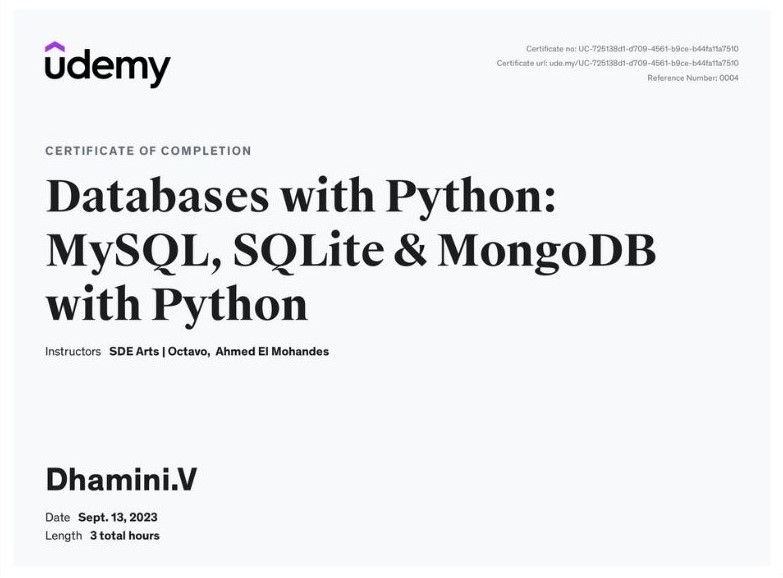 udemy
Certificate no: UC-725138d1-d709-4561-b9ce-b44fa11a7510
Certificate url: ude.my/UC-725138d1-d709-4561-b9ce-b44fa11a7510
Reference Number: 0004
CERTIFICATE OF COMPLETION
Databases with Python:
MySQL, SQLite & MongoDB
with Python
Instructors SDE Arts | Octavo, Ahmed El Mohandes
Dhamini.V
Date Sept. 13, 2023
Length 3 total hours